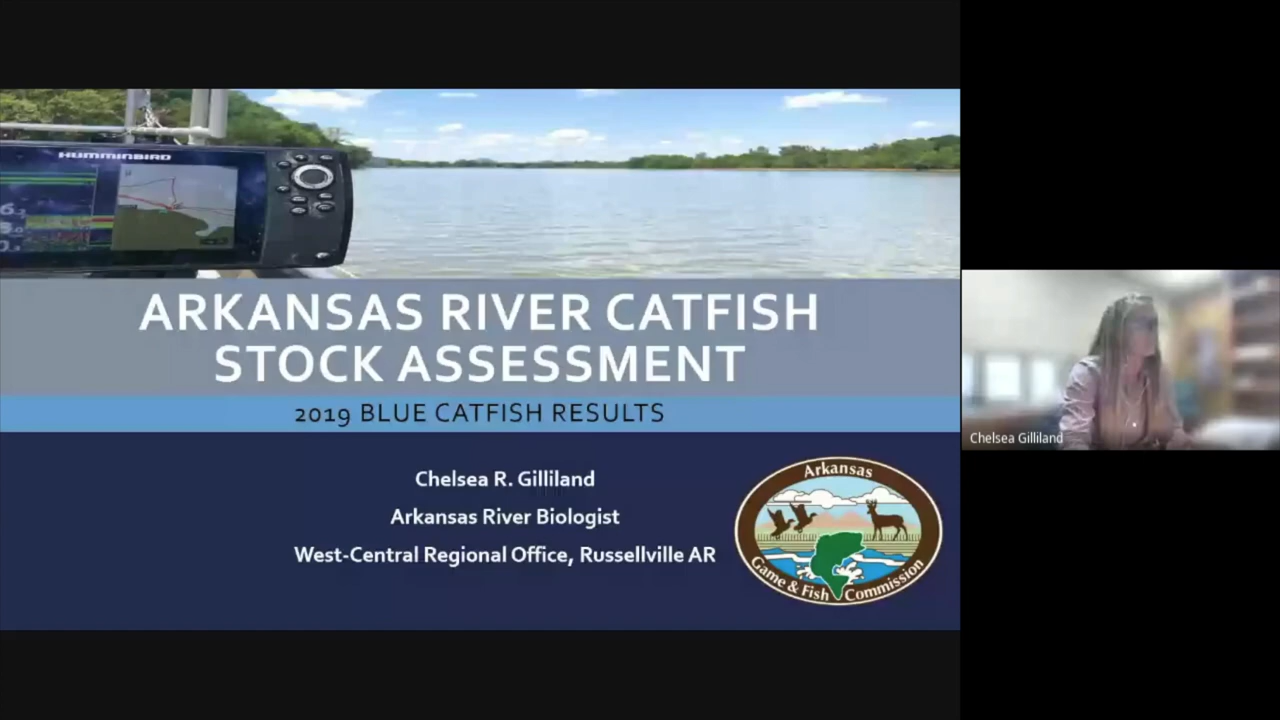 HUMMINBIRD
ARKANSAS RIVER CATFISH
STOCK ASSESSMENT
2019 BLUE CATFISH RESULTS
Chelsea R. Gilliland
Arkansas River Biologist
West-Central Regional Office, Russellville AR
Arkansas
Game & Fish Commission
Chelsea Gilliland